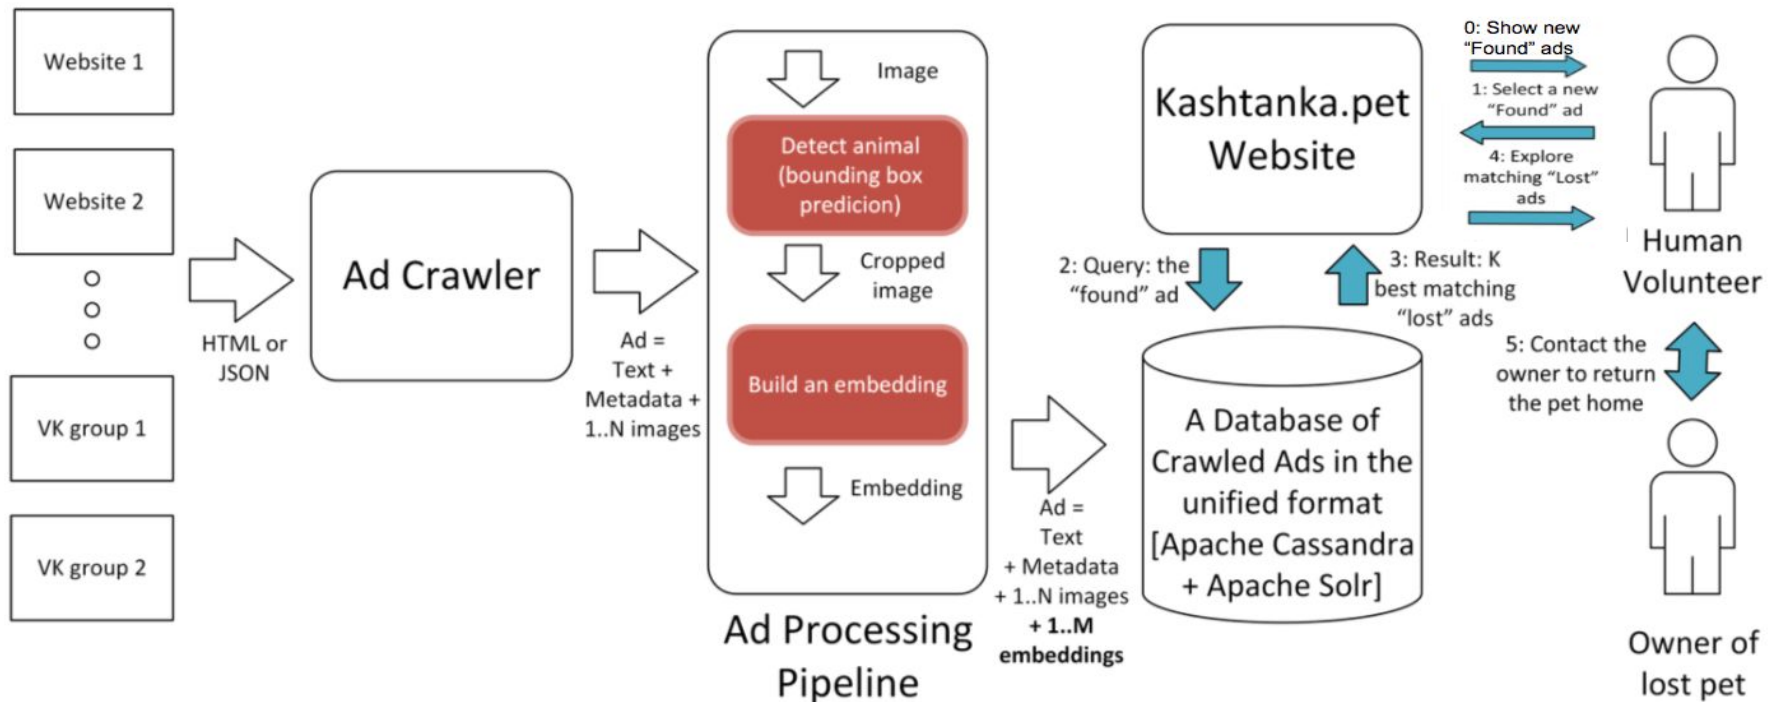 Website 1
Website 2
VK group 1
VK group 2
HTML or
JSON
Ad Crawler
Ad =
Text +
Metadata +
1..N images
Image
Detect animal
(bounding box
predicion)
Cropped
image
Build an embedding
Embedding
Ad Processing
Pipeline
Ad =
Text
+ Metadata
+ 1..N images
+ 1..M
embeddings
Kashtanka.pet
Website
2: Query: the
“found” ad
3: Result: K
best matching
“lost” ads
A Database of
Crawled Ads in the
unified format
[Apache Cassandra
+ Apache Solr]
0: Show new
“Found” ads
1: Select a new
“Found” ad
4: Explore
matching “Lost”
ads
Human
Volunteer
5: Contact the
owner to return
the pet home
Owner of
lost pet